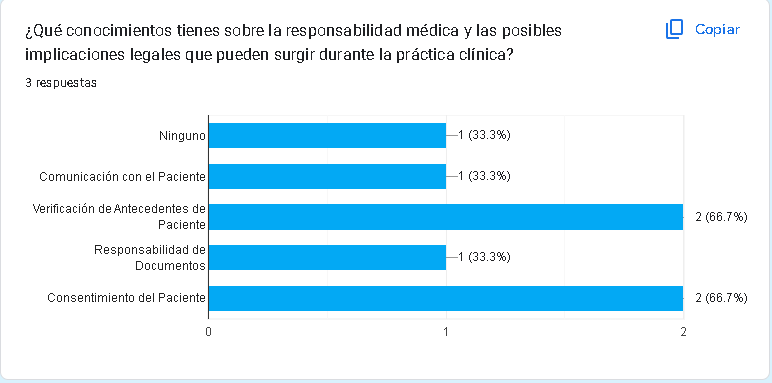 ¿Qué conocimientos tienes sobre la responsabilidad médica y las posibles
implicaciones legales que pueden surgir durante la práctica clínica?
Copiar
3 respuestas
Ninguno
1 (33.3%)
Comunicación con el Paciente
1 (33.3%)
Verificación de Antecedentes de
Paciente
2 (66.7%)
Responsabilidad de
Documentos
1 (33.3%)
Consentimiento del Paciente
2 (66.7%)
0
1
2